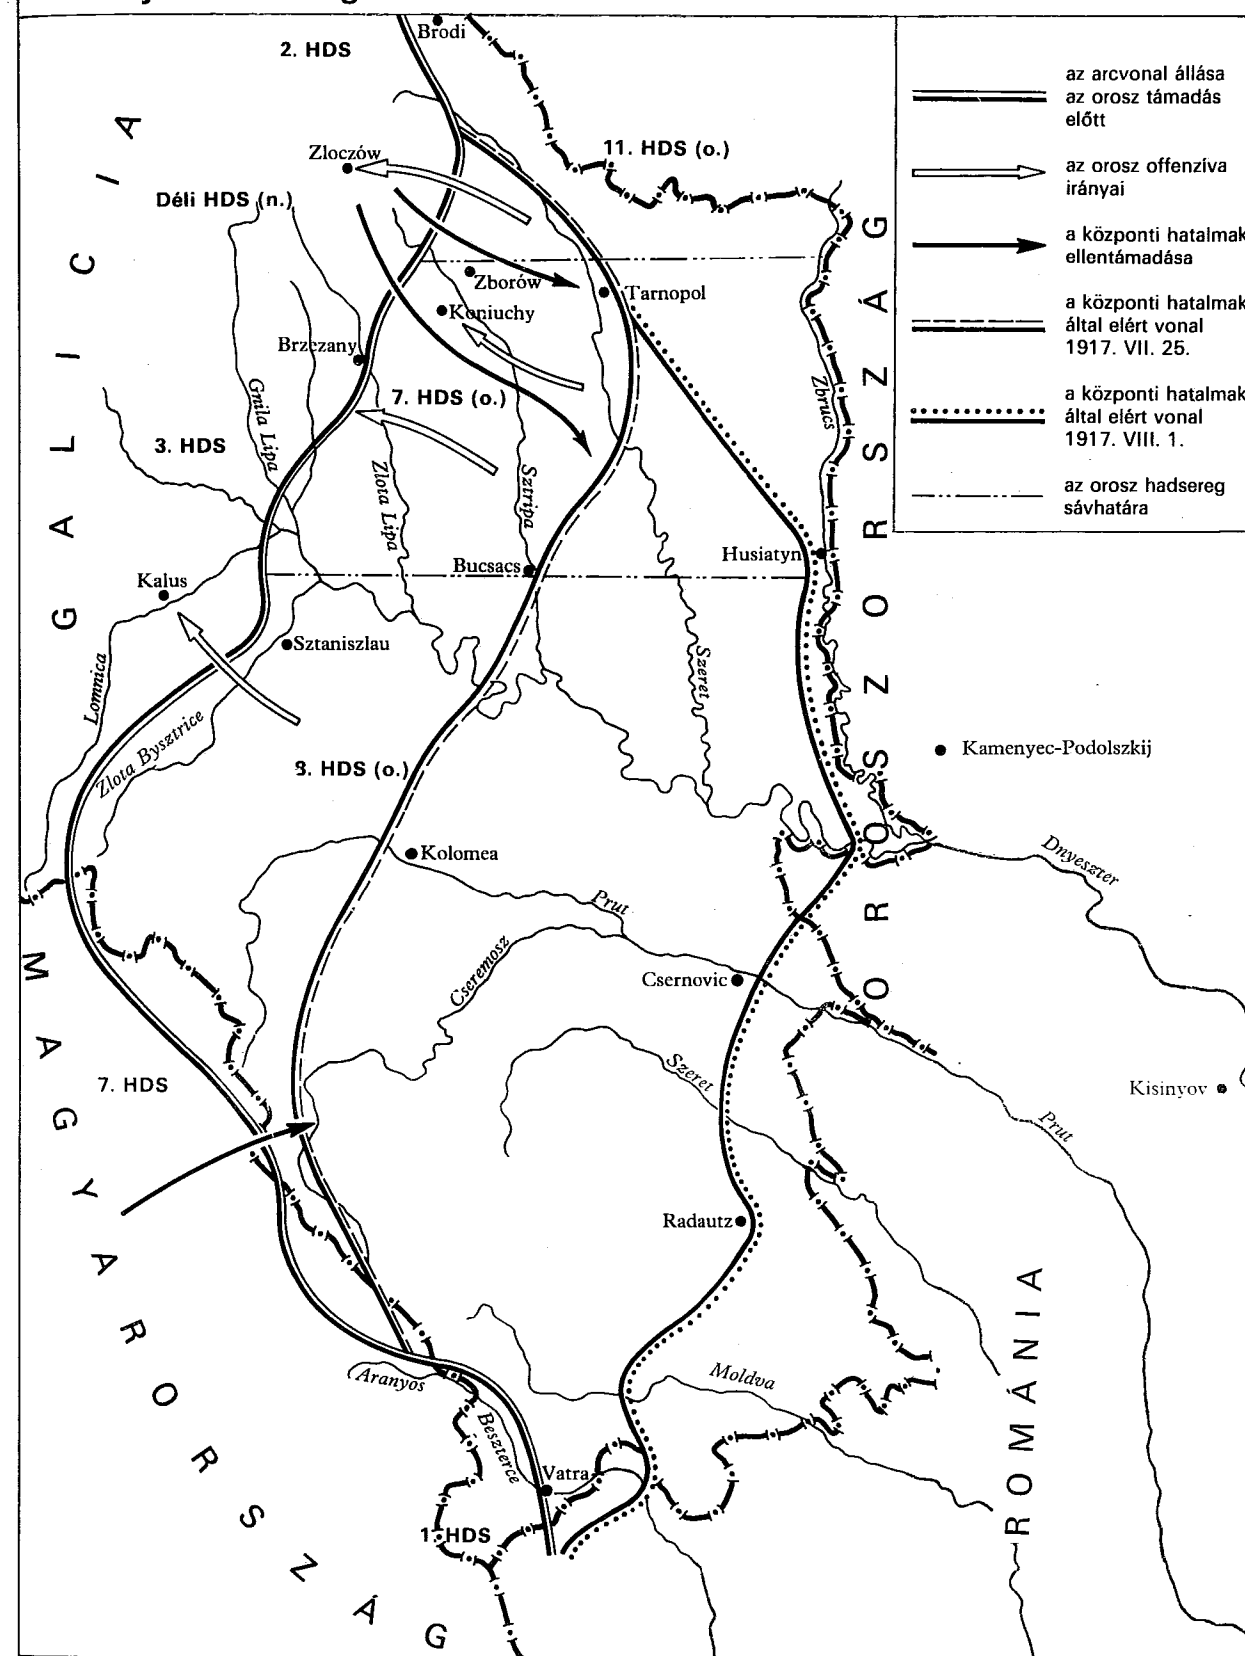 Brodi
2. HDS
11. HDS (o.)
Zloczów
Déli HDS (n.)
Zborów
Tarnopol
Koniuchy
Brzczany
7. HDS (o.)
Gnila Lipa
3. HDS
Zlota Lipa
Sztripa
Zbrucs
Husiatyn
Bucsacs
Kalus
Sztaniszlau
Szeret
Lomnica
Zlota Bysztrice
8. HDS (o.)
Kamenyec-Podolszkij
Kolomea
Dnyeszter
Prut
Cseremosz
Csernovic
7. HDS
Szeret
Kisinyov
Prut
Radautz
Aranyos
Moldva
Beszterce
Vatra
1. HDS
GALICIA
MAGYARORSZÁG
OROSZORSZÁG
ROMÁNIA
az arcvonal állása
az orosz támadás
előtt
az orosz offenzíva
irányai
a központi hatalmak
ellentámadása
a központi hatalmak
által elért vonal
1917. VII. 25.
a központi hatalmak
által elért vonal
1917. VIII. 1.
az orosz hadsereg
sávhatára